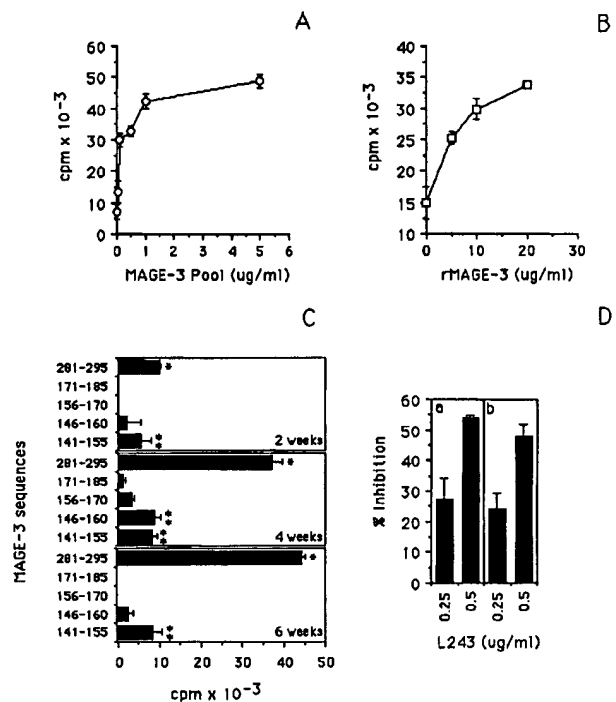 A
60
50
40
30
20
10
0
cpm x 10⁻³
0 1 2 3 4 5 6
MAGE-3 Pool (ug/ml)
B
40
35
30
25
20
15
10
cpm x 10⁻³
0 10 20 30
rMAGE-3 (ug/ml)
C
MAGE-3 sequences
281-295 *
171-185
156-170
146-160
141-155 **
2 weeks
281-295 *
171-185
156-170
146-160 **
141-155 **
4 weeks
281-295 *
171-185
156-170
146-160
141-155 **
6 weeks
0 10 20 30 40 50
cpm x 10⁻³
D
60
50
40
30
20
10
0
% Inhibition
a b
0.25 0.5 0.25 0.5
L243 (ug/ml)